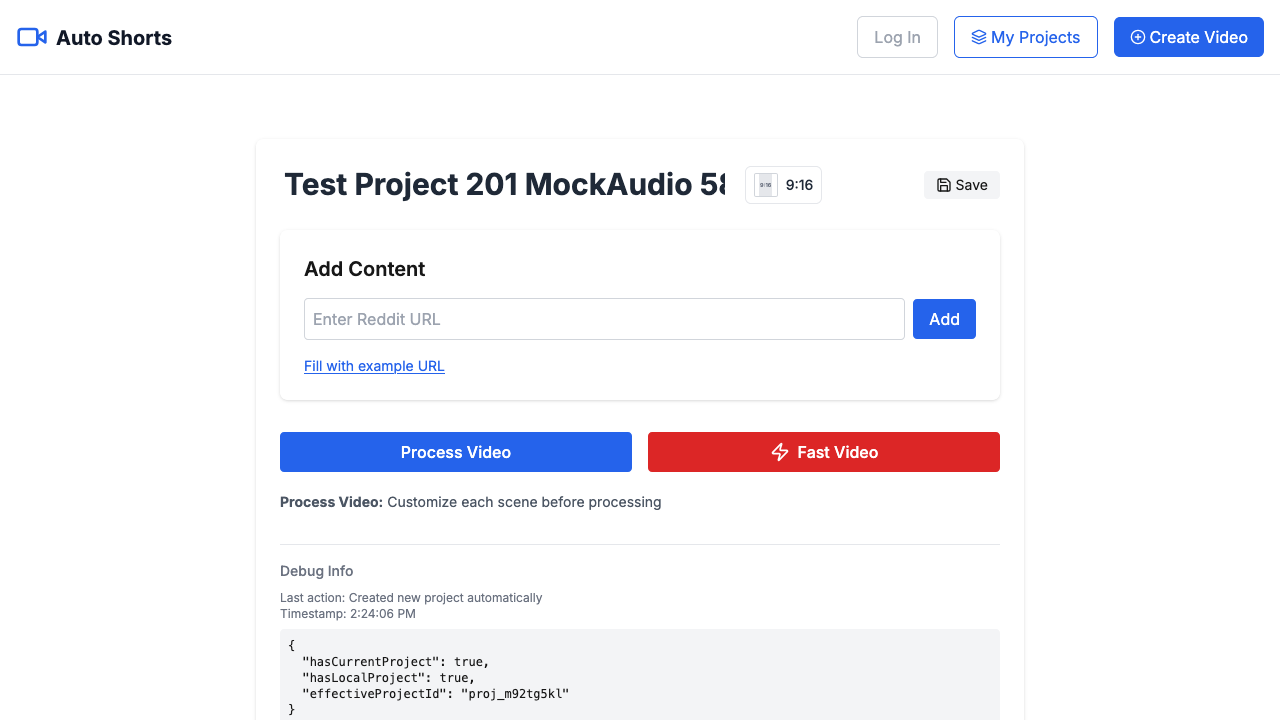 Auto Shorts
Log In
My Projects
Create Video
Test Project 201 MockAudio 58
9:16
9:16
Save
Add Content
Enter Reddit URL
Add
Fill with example URL
Process Video
Fast Video
Process Video: Customize each scene before processing
Debug Info
Last action: Created new project automatically
Timestamp: 2:24:06 PM
{
"hasCurrentProject": true,
"hasLocalProject": true,
"effectiveProjectId": "proj_m92tg5kl"
}